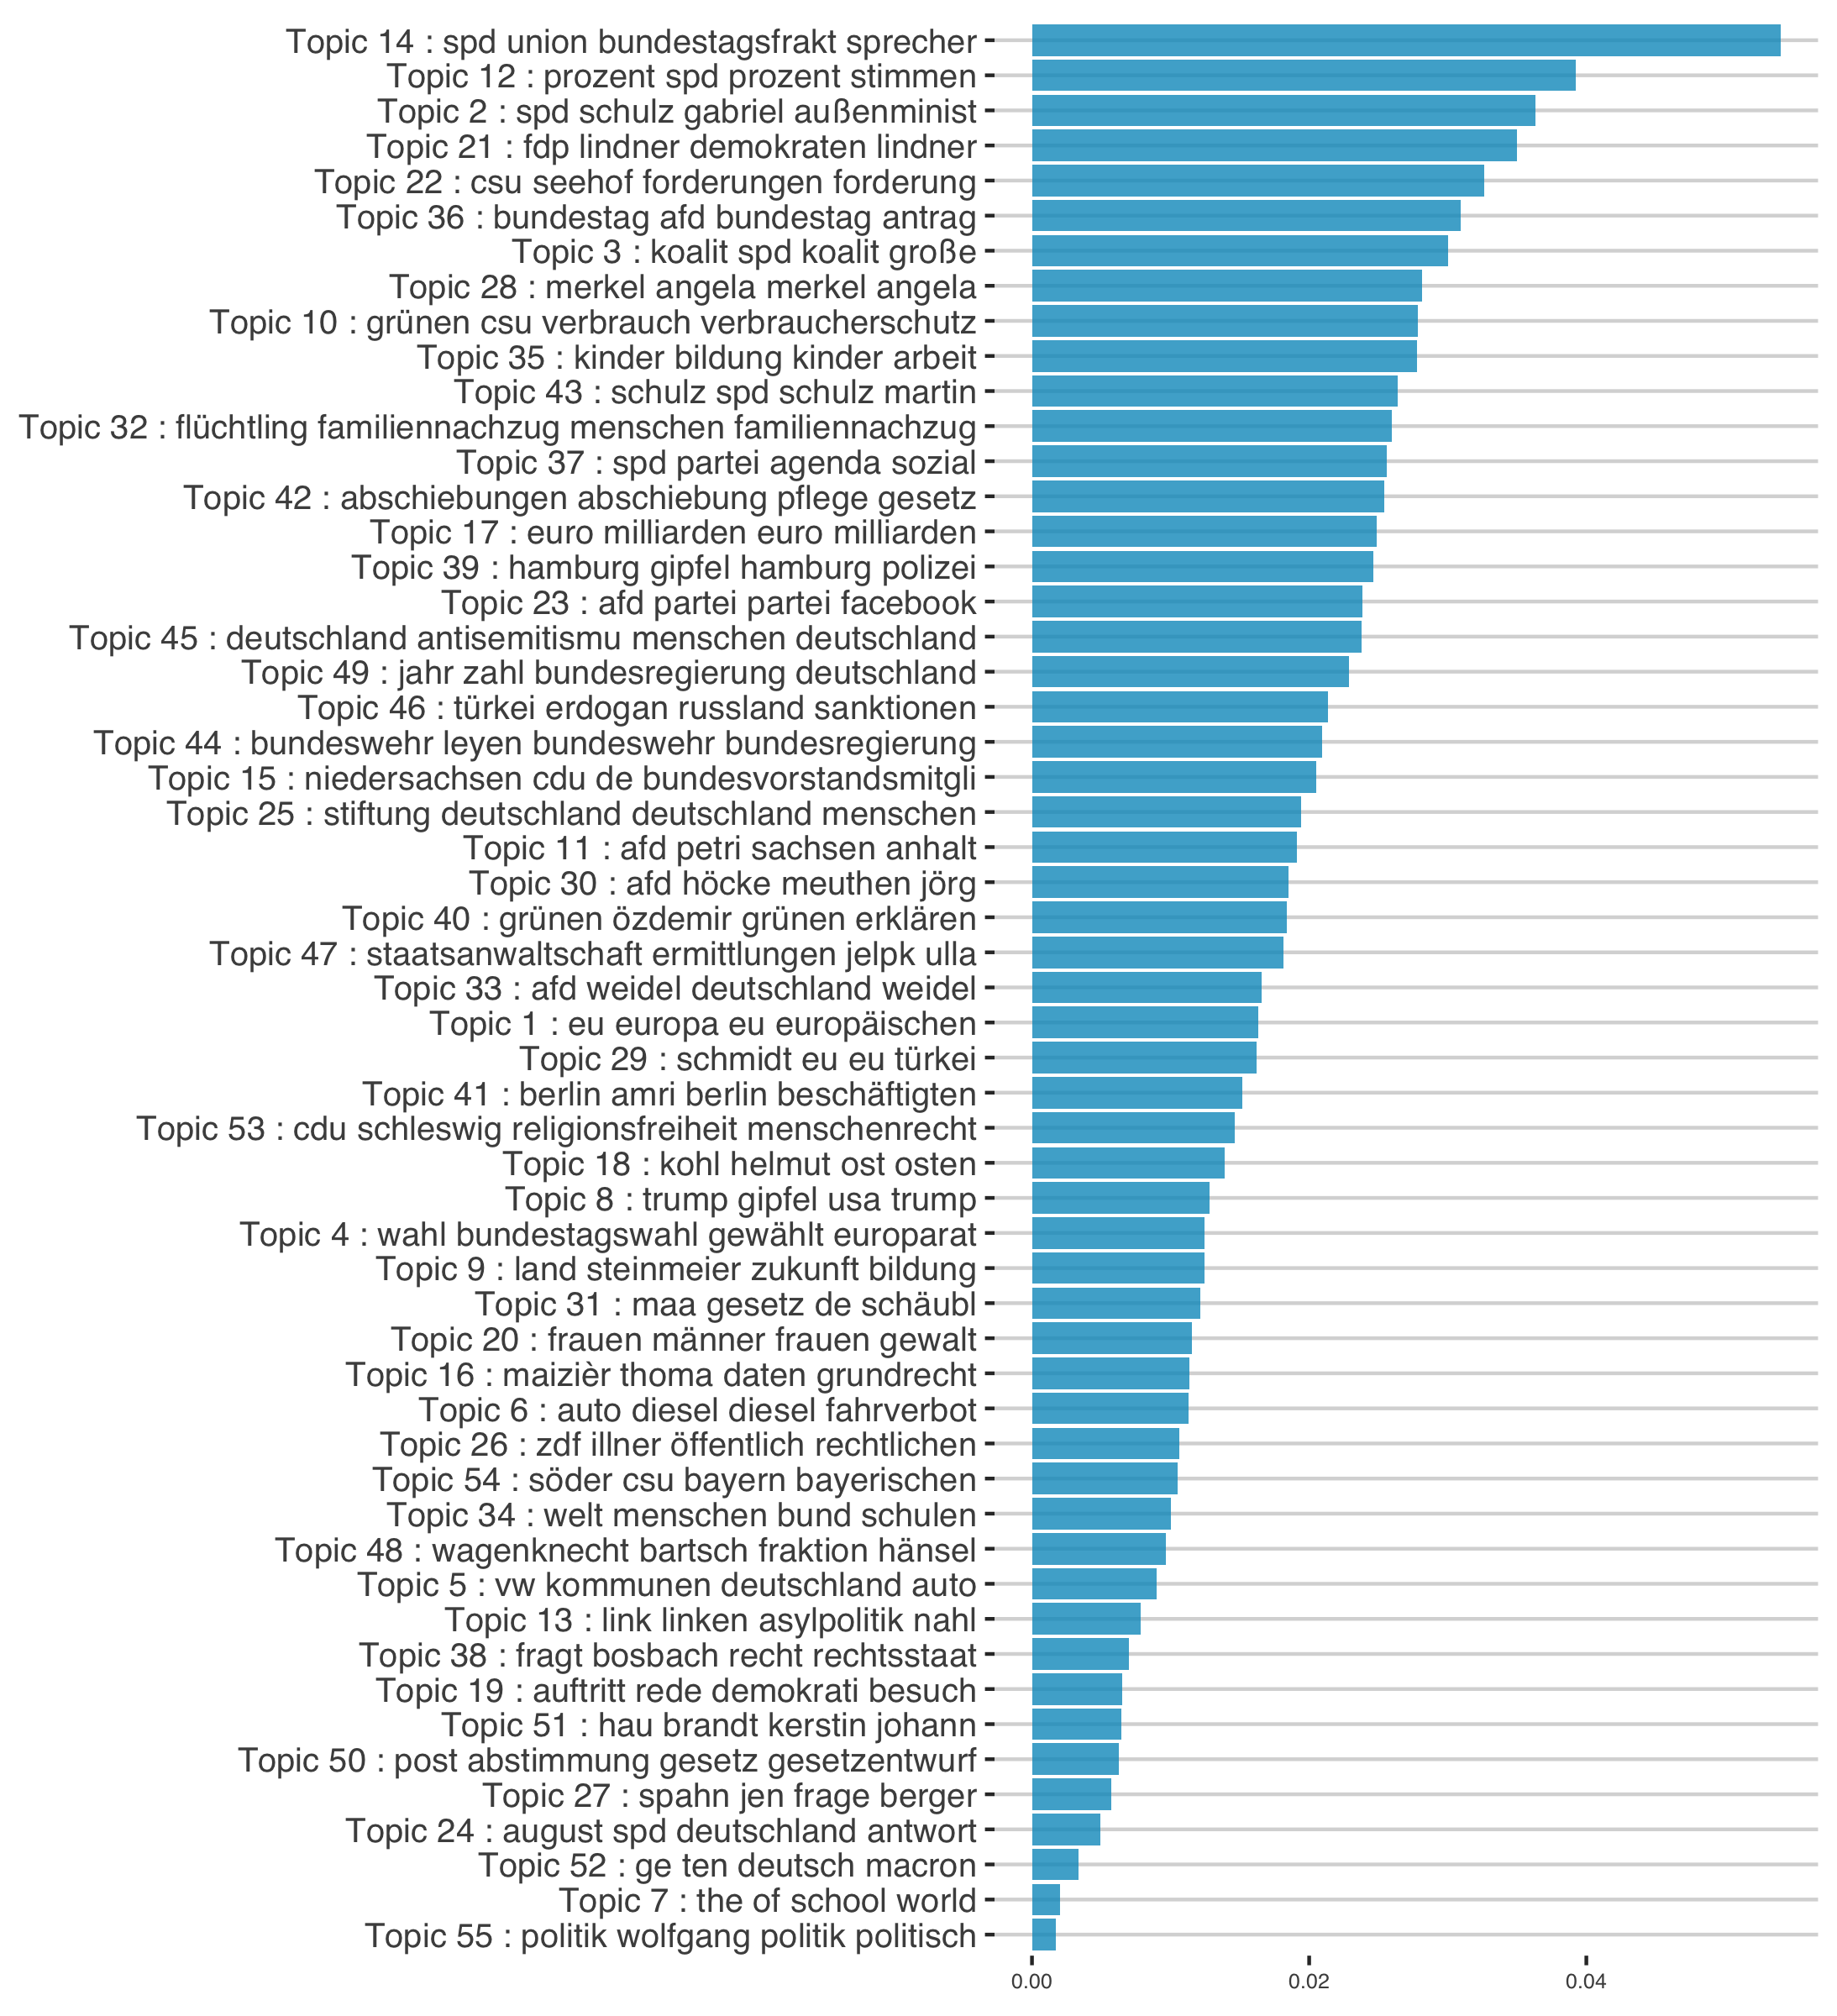 Topic 14 : spd union bundestagsfrakt sprecher
Topic 12 : prozent spd prozent stimmen
Topic 2 : spd schulz gabriel außenminist
Topic 21 : fdp lindner demokraten lindner
Topic 22 : csu seehof forderungen forderung
Topic 36 : bundestag afd bundestag antrag
Topic 3 : koalit spd koalit große
Topic 28 : merkel angela merkel angela
Topic 10 : grünen csu verbrauch verbraucherschutz
Topic 35 : kinder bildung kinder arbeit
Topic 43 : schulz spd schulz martin
Topic 32 : flüchtling familiennachzug menschen familiennachzug
Topic 37 : spd partei agenda sozial
Topic 42 : abschiebungen abschiebung pflege gesetz
Topic 17 : euro milliarden euro milliarden
Topic 39 : hamburg gipfel hamburg polizei
Topic 23 : afd partei partei facebook
Topic 45 : deutschland antisemitismu menschen deutschland
Topic 49 : jahr zahl bundesregierung deutschland
Topic 46 : türkei erdogan russland sanktionen
Topic 44 : bundeswehr leyen bundeswehr bundesregierung
Topic 15 : niedersachsen cdu de bundesvorstandsmitgli
Topic 25 : stiftung deutschland deutschland menschen
Topic 11 : afd petri sachsen anhalt
Topic 30 : afd höcke meuthen jörg
Topic 40 : grünen özdemir grünen erklären
Topic 47 : staatsanwaltschaft ermittlungen jelpk ulla
Topic 33 : afd weidel deutschland weidel
Topic 1 : eu europa eu europäischen
Topic 29 : schmidt eu eu türkei
Topic 41 : berlin amri berlin beschäftigten
Topic 53 : cdu schleswig religionsfreiheit menschenrecht
Topic 18 : kohl helmut ost osten
Topic 8 : trump gipfel usa trump
Topic 4 : wahl bundestagswahl gewählt europarat
Topic 9 : land steinmeier zukunft bildung
Topic 31 : maa gesetz de schäubl
Topic 20 : frauen männer frauen gewalt
Topic 16 : maizièr thoma daten grundrecht
Topic 6 : auto diesel diesel fahrverbot
Topic 26 : zdf illner öffentlich rechtlichen
Topic 54 : söder csu bayern bayerischen
Topic 34 : welt menschen bund schulen
Topic 48 : wagenknecht bartsch fraktion hänsel
Topic 5 : vw kommunen deutschland auto
Topic 13 : link linken asylpolitik nahl
Topic 38 : fragt bosbach recht rechtsstaat
Topic 19 : auftritt rede demokrati besuch
Topic 51 : hau brandt kerstin johann
Topic 50 : post abstimmung gesetz gesetzentwurf
Topic 27 : spahn jen frage berger
Topic 24 : august spd deutschland antwort
Topic 52 : ge ten deutsch macron
Topic 7 : the of school world
Topic 55 : politik wolfgang politik politisch
0.00 0.02 0.04